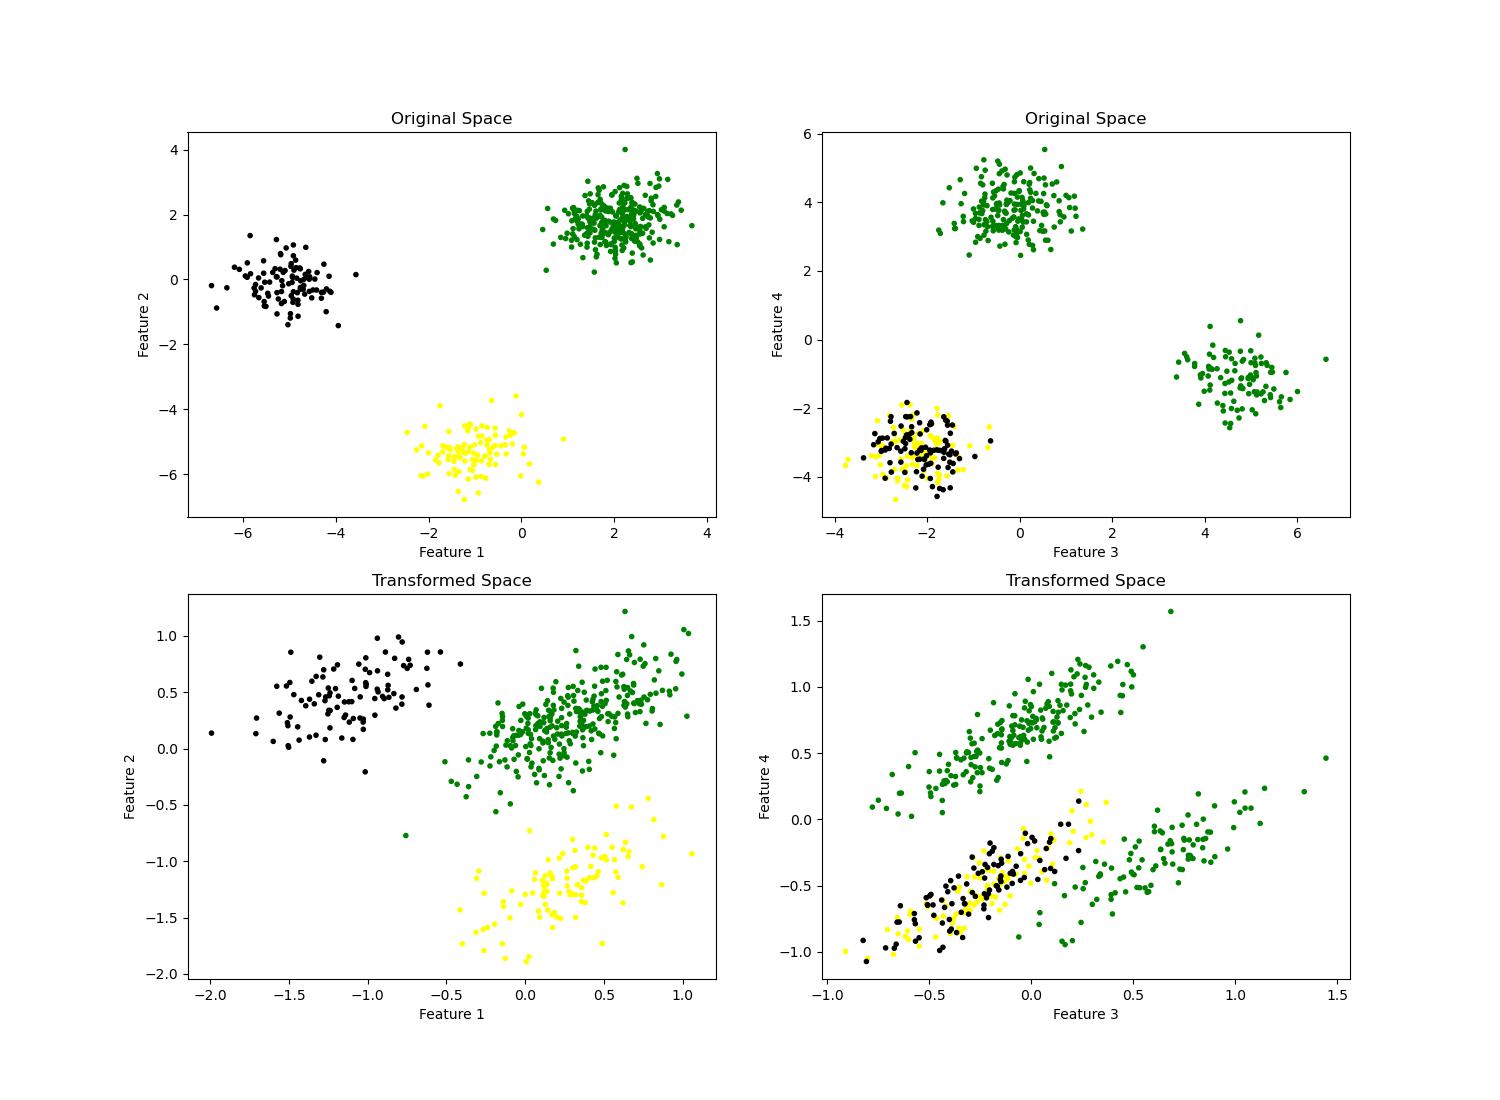 Original Space
4
2
0
−2
−4
−6
Feature 2
−6 −4 −2 0 2 4
Feature 1
Original Space
6
4
2
0
−2
−4
Feature 4
−4 −2 0 2 4 6
Feature 3
Transformed Space
1.0
0.5
0.0
−0.5
−1.0
−1.5
−2.0
Feature 2
−2.0 −1.5 −1.0 −0.5 0.0 0.5 1.0
Feature 1
Transformed Space
1.5
1.0
0.5
0.0
−0.5
−1.0
Feature 4
−1.0 −0.5 0.0 0.5 1.0 1.5
Feature 3